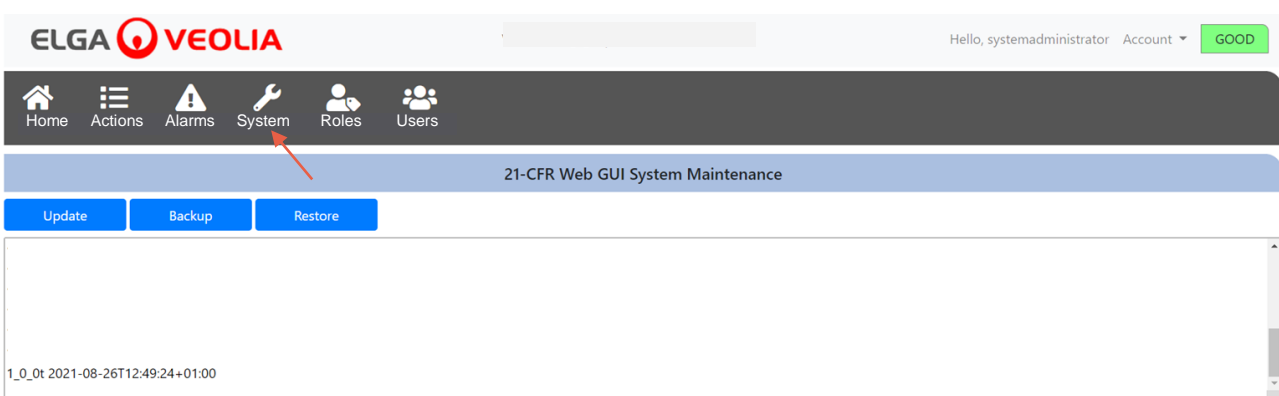 ELGA VEOLIA
Hello, systemadministrator Account GOOD
Home Actions Alarms System Roles Users
21-CFR Web GUI System Maintenance
Update Backup Restore
1_0_0t 2021-08-26T12:49:24+01:00